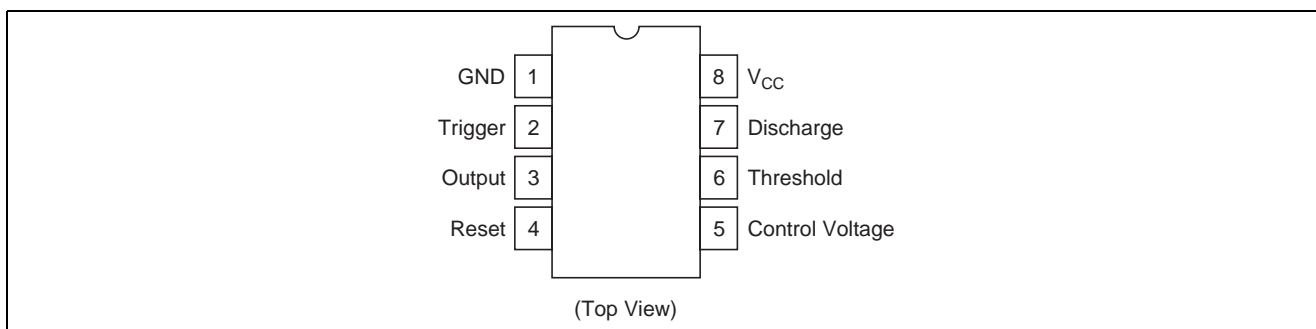 GND 1 8 VCC
Trigger 2 7 Discharge
Output 3 6 Threshold
Reset 4 5 Control Voltage
(Top View)